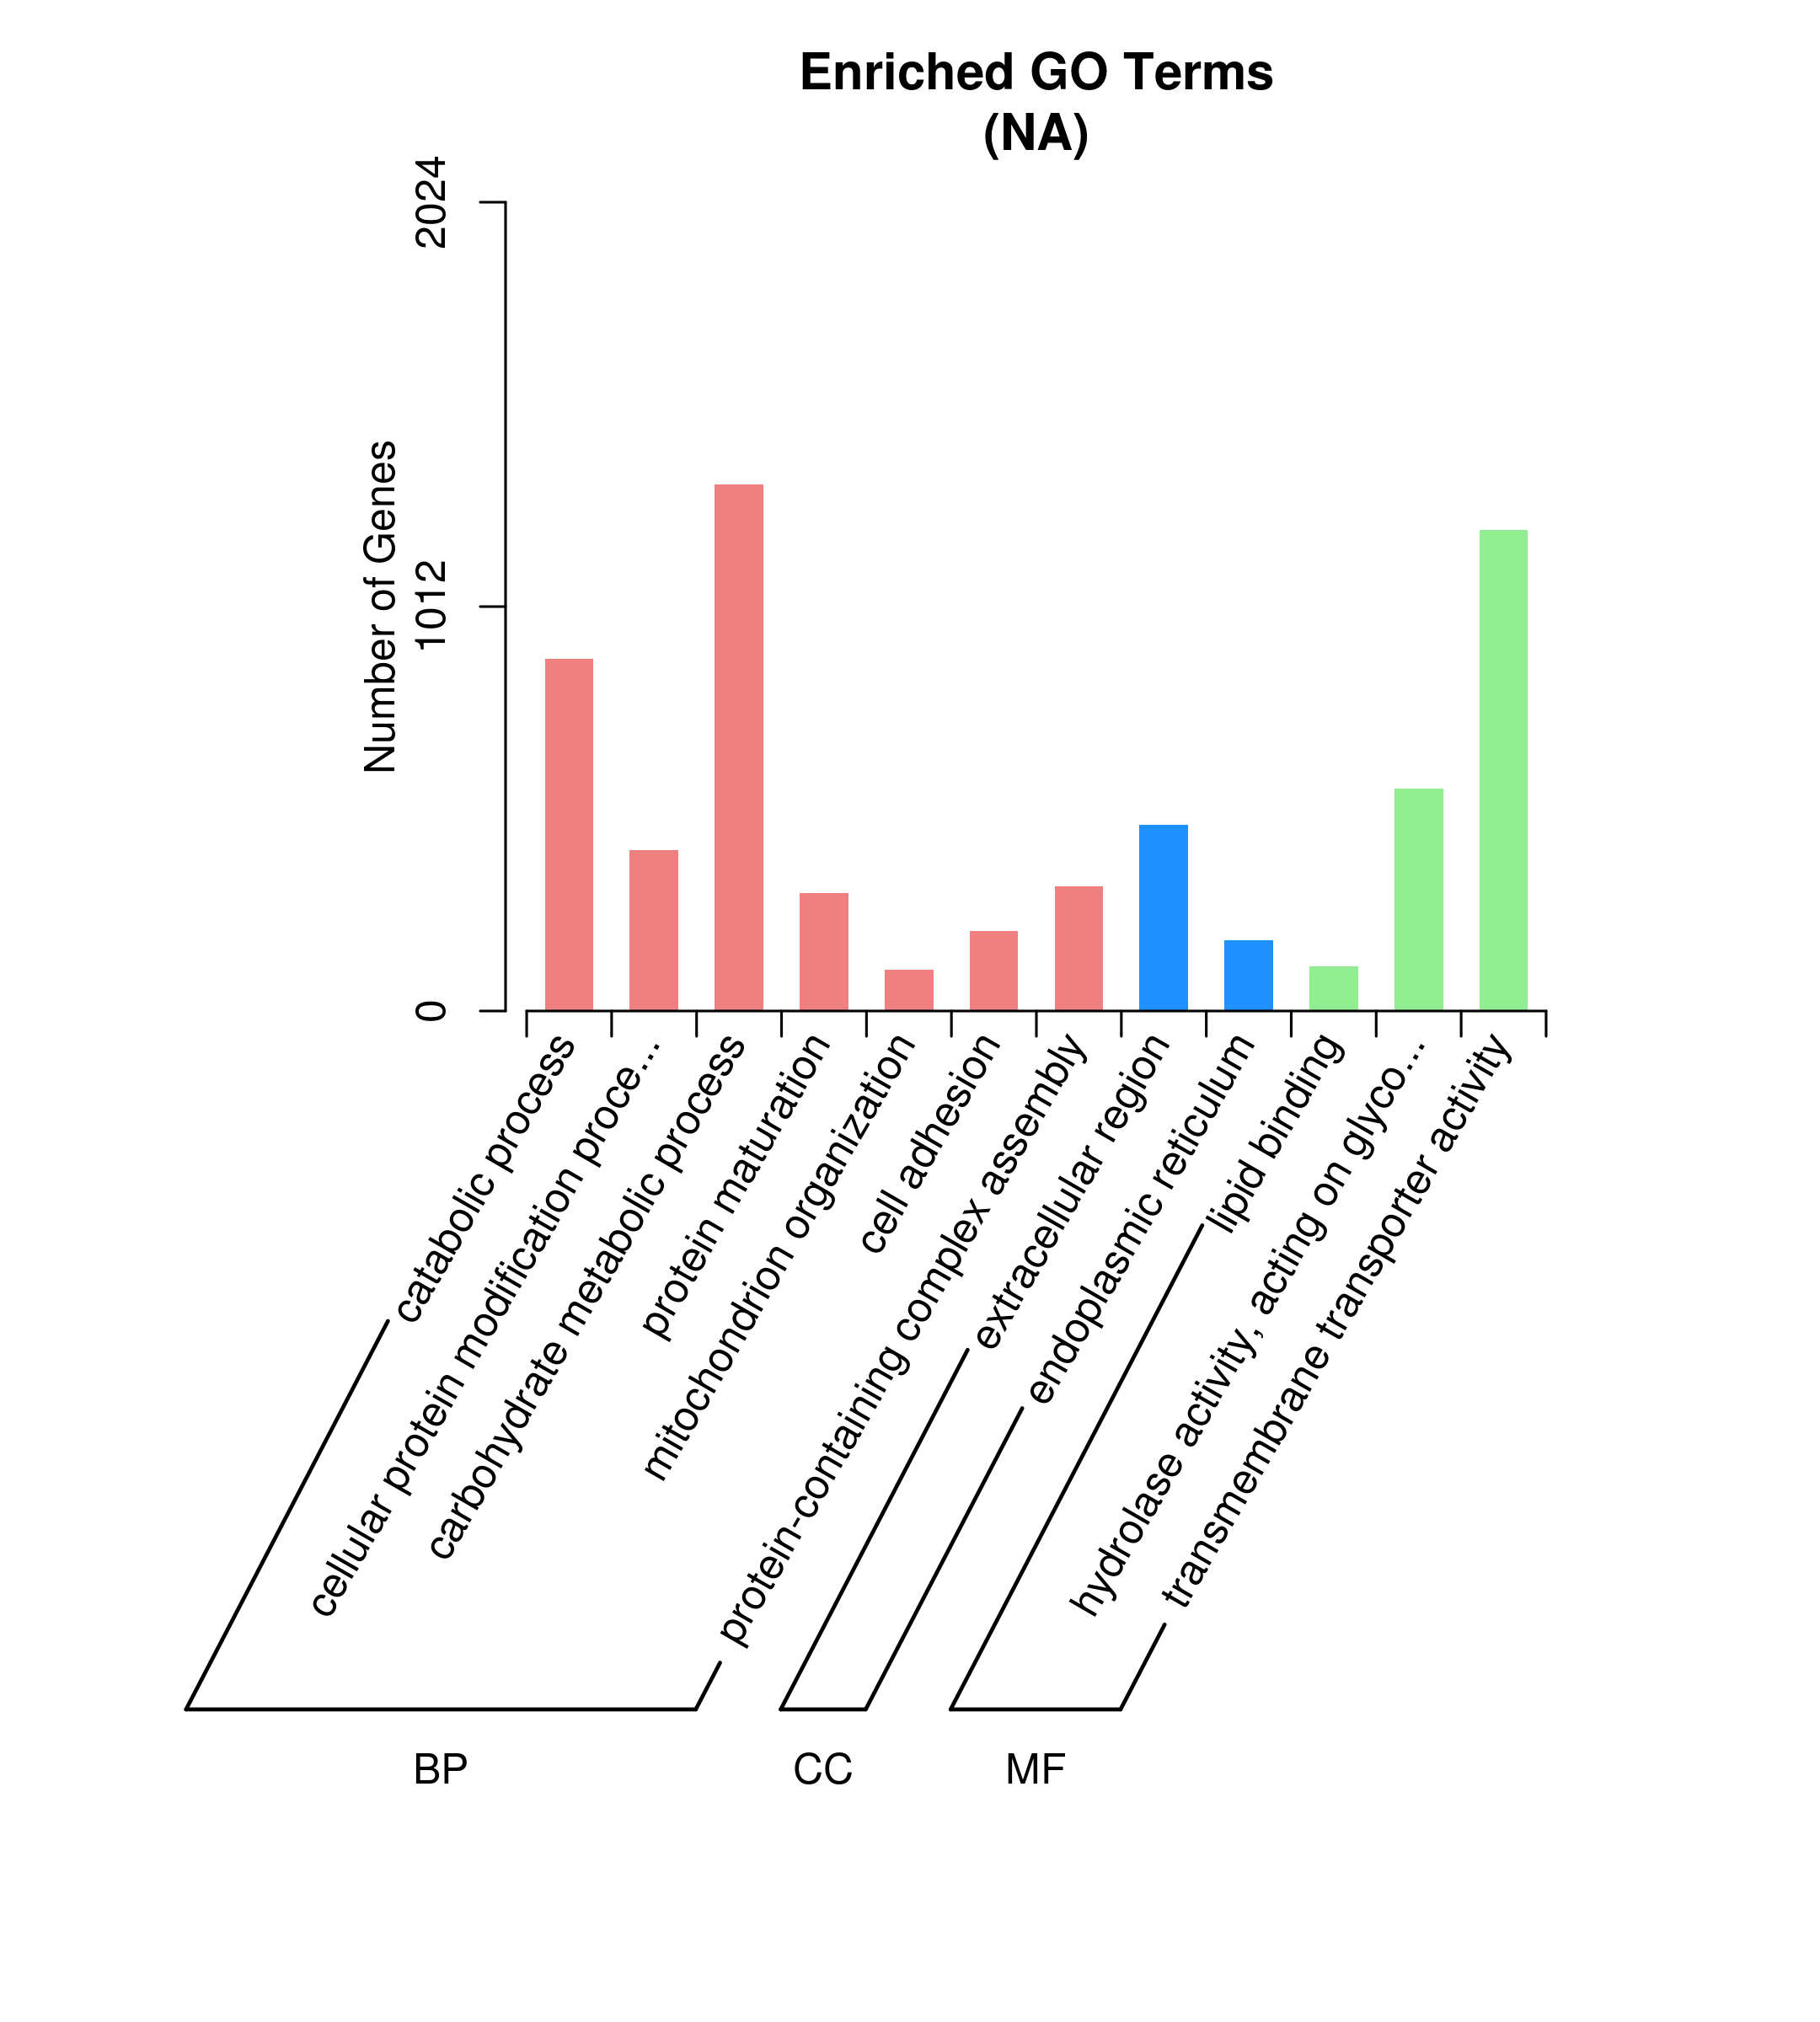 Enriched GO Terms
(NA)
Number of Genes
2024
1012
0
catabolic process
cellular protein modification proce...
carbohydrate metabolic process
protein maturation
mitochondrion organization
cell adhesion
protein-containing complex assembly
extracellular region
endoplasmic reticulum
lipid binding
hydrolase activity, acting on glyco...
transmembrane transporter activity
BP
CC
MF